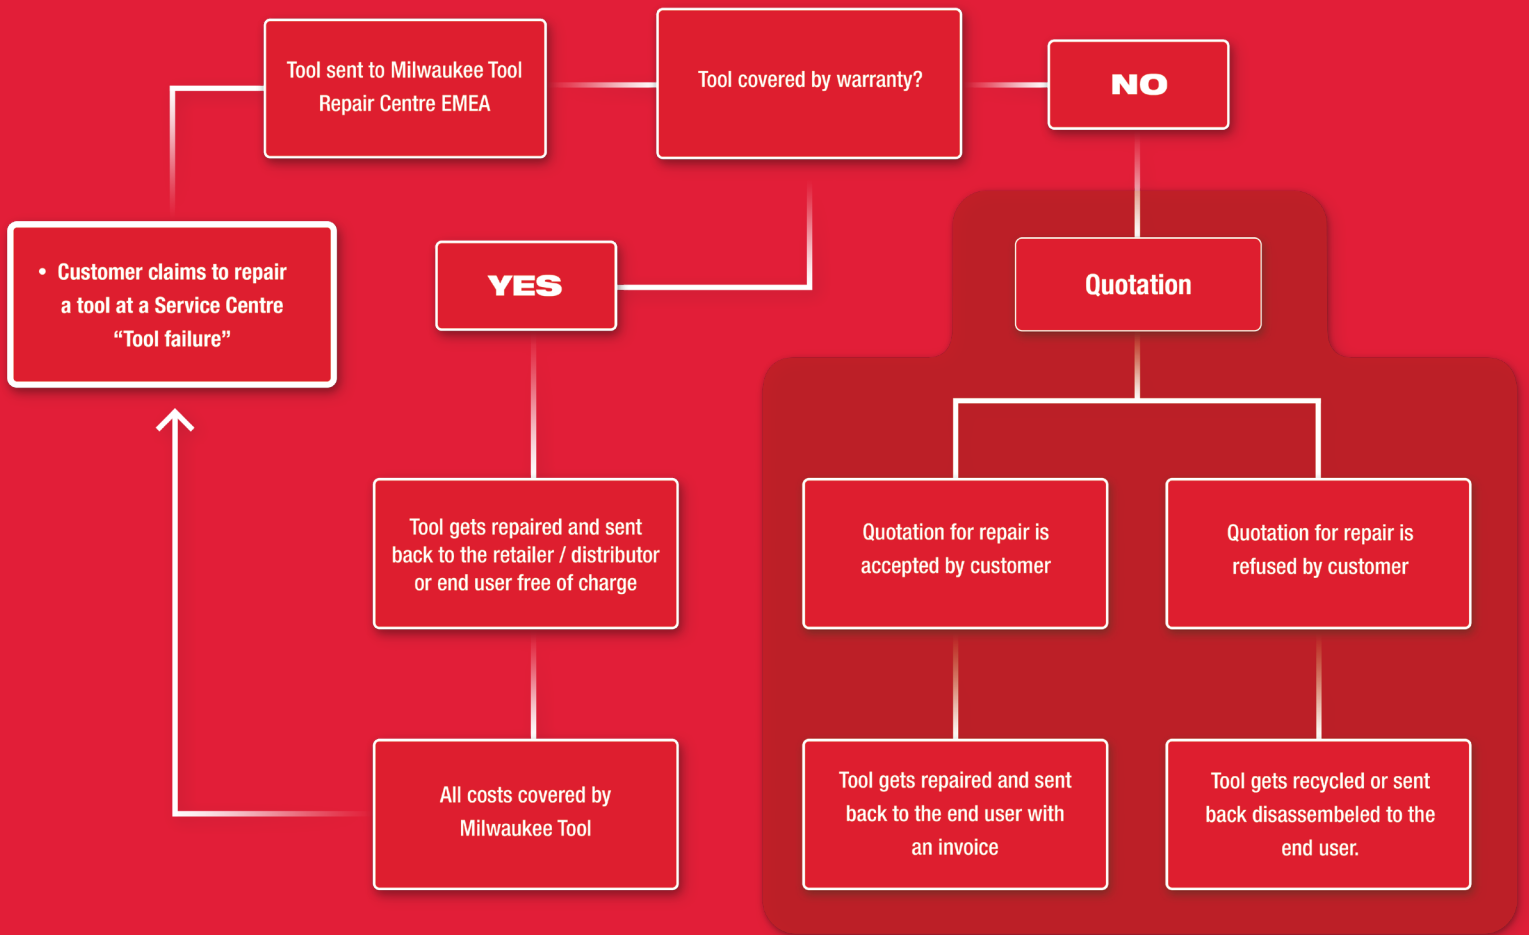 Tool sent to Milwaukee Tool
Repair Centre EMEA
Tool covered by warranty?
NO
• Customer claims to repair
a tool at a Service Centre
“Tool failure”
YES
Quotation
Tool gets repaired and sent
back to the retailer / distributor
or end user free of charge
Quotation for repair is
accepted by customer
Quotation for repair is
refused by customer
All costs covered by
Milwaukee Tool
Tool gets repaired and sent
back to the end user with
an invoice
Tool gets recycled or sent
back disassembeled to the
end user.